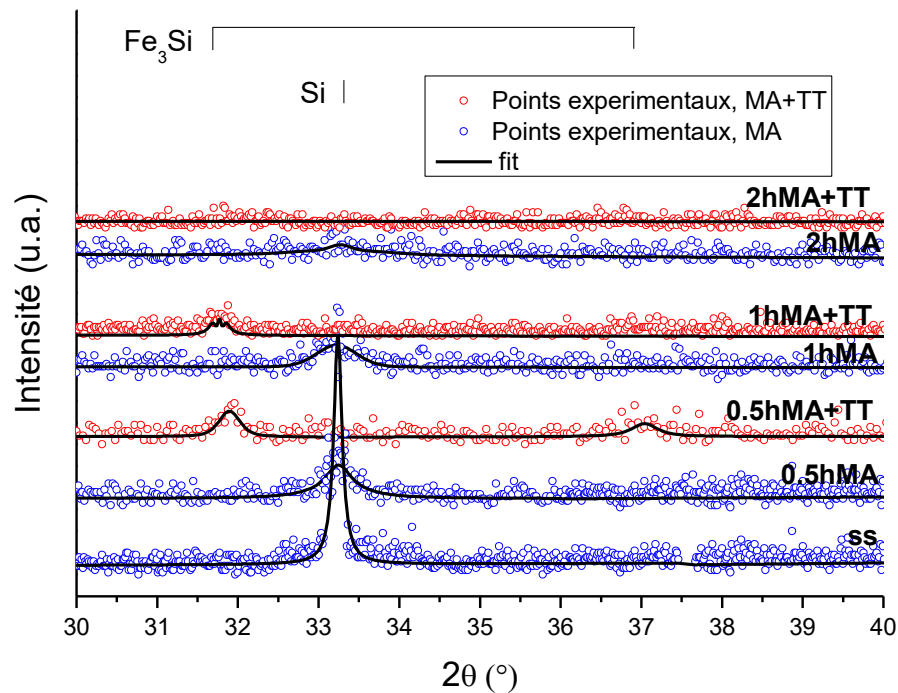 Fe₃Si
Si
Points experimentaux, MA+TT
Points experimentaux, MA
fit
Intensité (u.a.)
2hMA+TT
2hMA
1hMA+TT
1hMA
0.5hMA+TT
0.5hMA
ss
30 31 32 33 34 35 36 37 38 39 40
2θ (°)